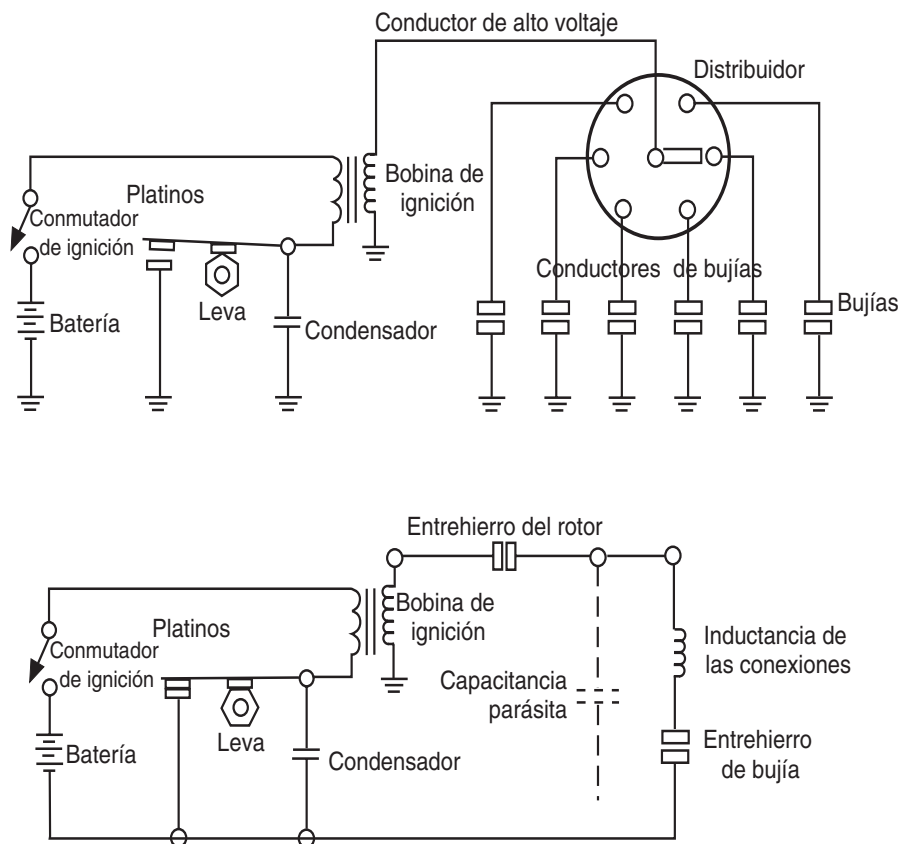 Conductor de alto voltaje
Distribuidor
Bobina de
ignición
Platinos
Conmutador
de ignición
Conductores de bujías
Leva
Bujías
Batería
Condensador
Entrehierro del rotor
Bobina de
ignición
Platinos
Inductancia de
las conexiones
Conmutador
de ignición
Capacitancia
parásita
Leva
Entrehierro
de bujía
Batería
Condensador